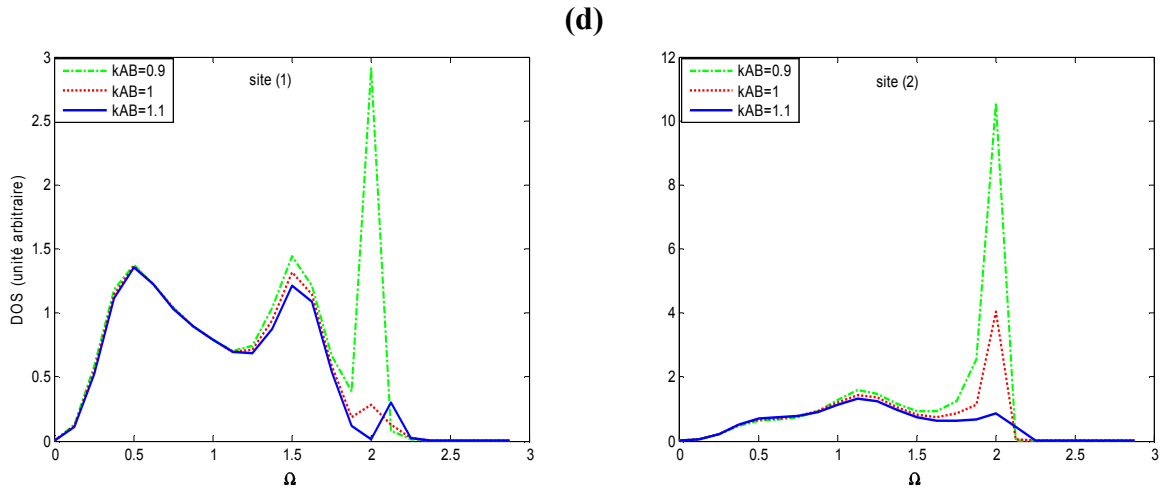 (d)
site (1)
kAB=0.9
kAB=1
kAB=1.1
DOS (unité arbitraire)
3
2.5
2
1.5
1
0.5
0
0 0.5 1 1.5 2 2.5 3
Ω
site (2)
kAB=0.9
kAB=1
kAB=1.1
12
10
8
6
4
2
0
0 0.5 1 1.5 2 2.5 3
Ω